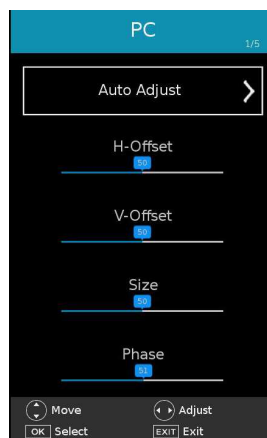 PC
1/5
Auto Adjust
H-Offset
50
V-Offset
50
Size
50
Phase
51
Move Adjust
OK Select EXIT Exit